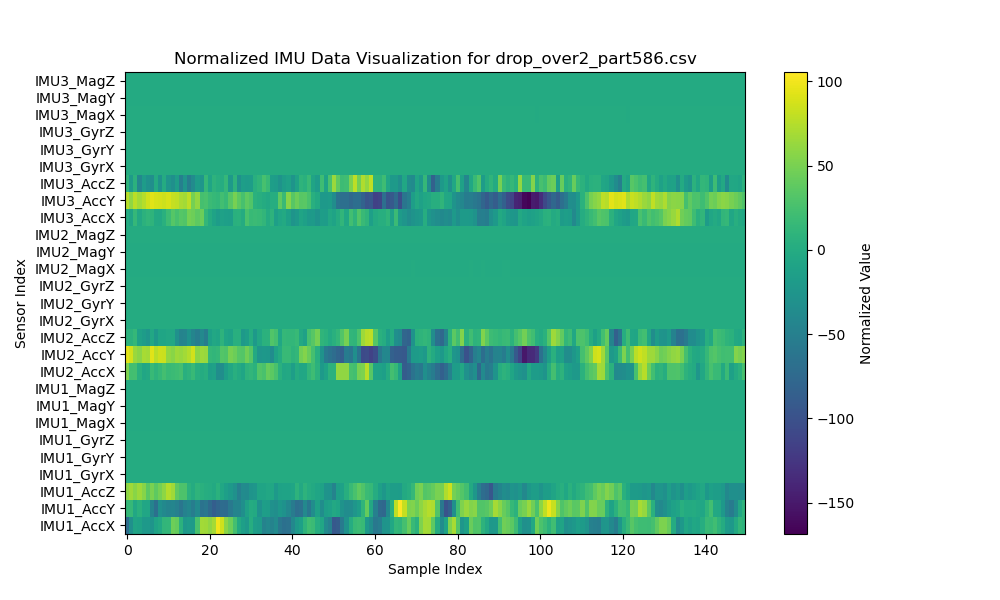 Normalized IMU Data Visualization for drop_over2_part586.csv
IMU3_MagZ
IMU3_MagY
IMU3_MagX
IMU3_GyrZ
IMU3_GyrY
IMU3_GyrX
IMU3_AccZ
IMU3_AccY
IMU3_AccX
IMU2_MagZ
IMU2_MagY
IMU2_MagX
IMU2_GyrZ
IMU2_GyrY
IMU2_GyrX
IMU2_AccZ
IMU2_AccY
IMU2_AccX
IMU1_MagZ
IMU1_MagY
IMU1_MagX
IMU1_GyrZ
IMU1_GyrY
IMU1_GyrX
IMU1_AccZ
IMU1_AccY
IMU1_AccX
Sensor Index
0 20 40 60 80 100 120 140
Sample Index
100
50
0
−50
−100
−150
Normalized Value